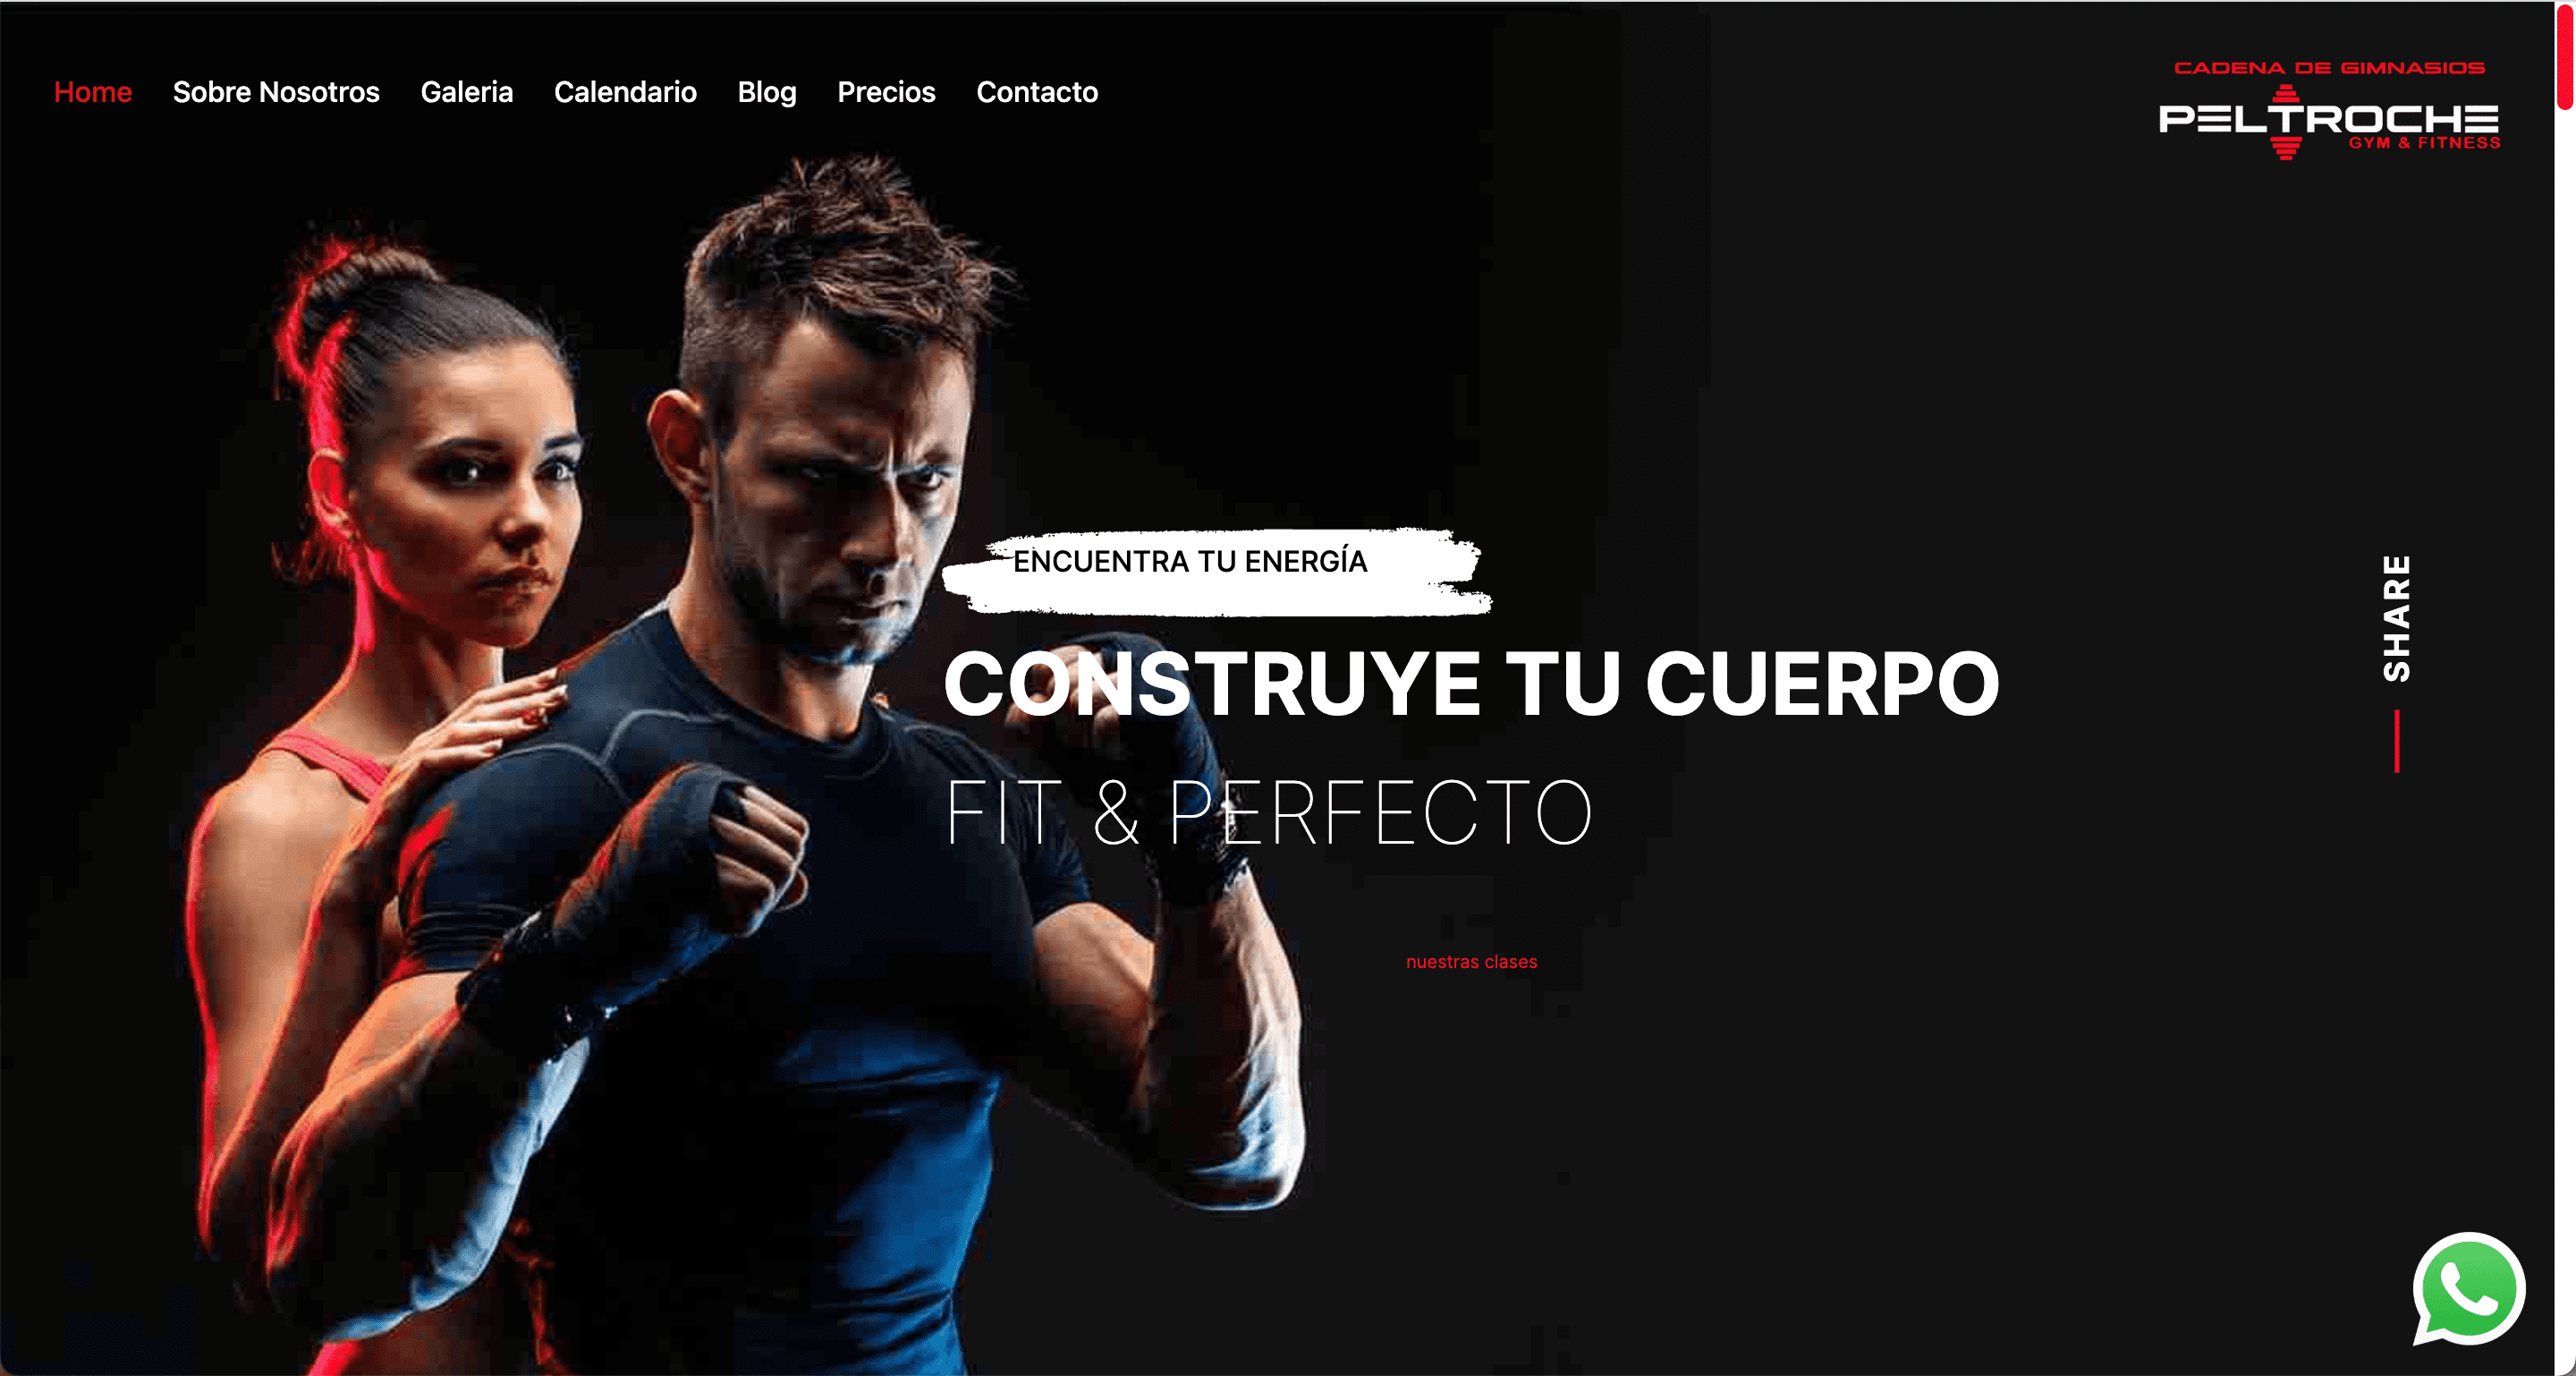 Home Sobre Nosotros Galeria Calendario Blog Precios Contacto
CADENA DE GIMNASIOS
PELTROCHE
GYM & FITNESS
ENCUENTRA TU ENERGÍA
CONSTRUYE TU CUERPO
FIT & PERFECTO
SHARE
nuestras clases